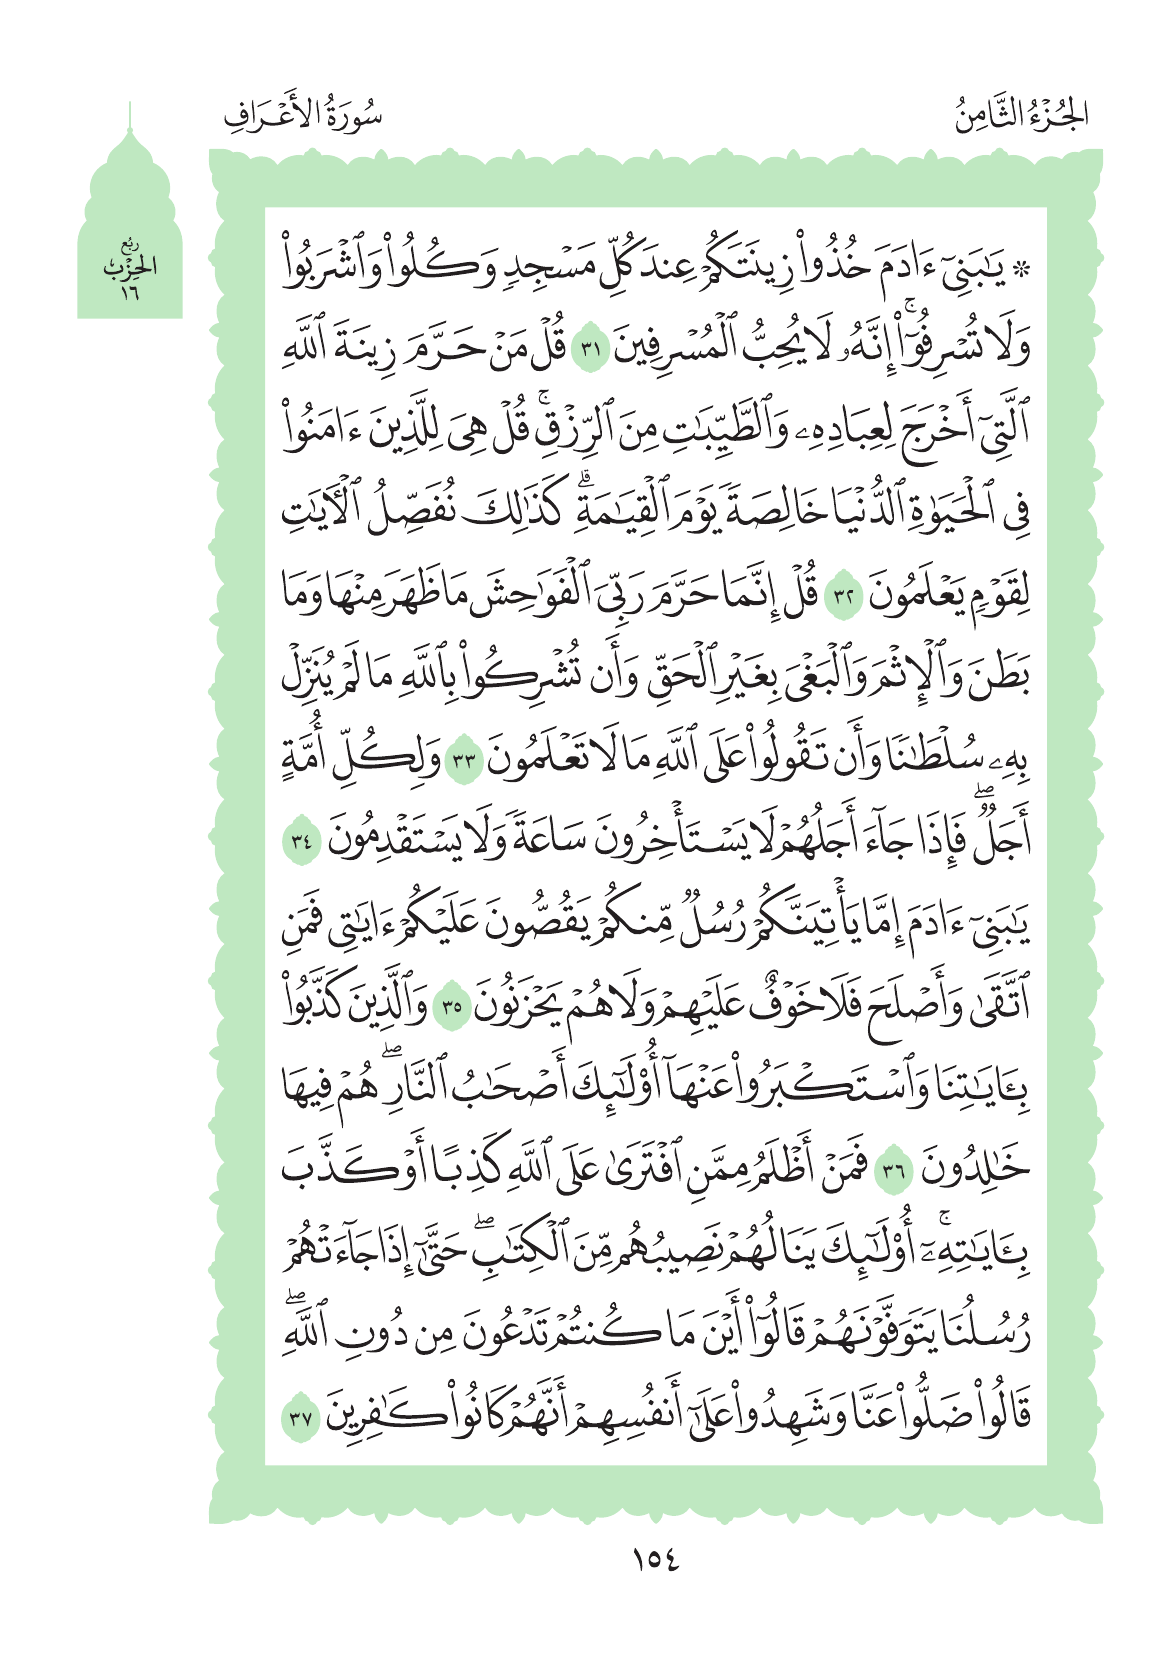 الجُزْءُ الثَّامِنُ
سُورَةُ الأَعْرَافِ
رُبْع
الحِزْب
١٦
۞ يَٰبَنِيٓ ءَادَمَ خُذُواْ زِينَتَكُمْ عِندَ كُلِّ مَسْجِدٖ وَكُلُواْ وَٱشْرَبُواْ
وَلَا تُسْرِفُوٓاْۚ إِنَّهُۥ لَا يُحِبُّ ٱلْمُسْرِفِينَ ٣١ قُلْ مَنْ حَرَّمَ زِينَةَ ٱللَّهِ
ٱلَّتِيٓ أَخْرَجَ لِعِبَادِهِۦ وَٱلطَّيِّبَٰتِ مِنَ ٱلرِّزْقِۚ قُلْ هِيَ لِلَّذِينَ ءَامَنُواْ
فِي ٱلْحَيَوٰةِ ٱلدُّنْيَا خَالِصَةٗ يَوْمَ ٱلْقِيَٰمَةِۗ كَذَٰلِكَ نُفَصِّلُ ٱلْأٓيَٰتِ
لِقَوْمٖ يَعْلَمُونَ ٣٢ قُلْ إِنَّمَا حَرَّمَ رَبِّيَ ٱلْفَوَٰحِشَ مَا ظَهَرَ مِنْهَا وَمَا
بَطَنَ وَٱلْإِثْمَ وَٱلْبَغْيَ بِغَيْرِ ٱلْحَقِّ وَأَن تُشْرِكُواْ بِٱللَّهِ مَا لَمْ يُنَزِّلْ
بِهِۦ سُلْطَٰنٗا وَأَن تَقُولُواْ عَلَى ٱللَّهِ مَا لَا تَعْلَمُونَ ٣٣ وَلِكُلِّ أُمَّةٍ
أَجَلٞۖ فَإِذَا جَآءَ أَجَلُهُمْ لَا يَسْتَأْخِرُونَ سَاعَةٗ وَلَا يَسْتَقْدِمُونَ ٣٤
يَٰبَنِيٓ ءَادَمَ إِمَّا يَأْتِيَنَّكُمْ رُسُلٞ مِّنكُمْ يَقُصُّونَ عَلَيْكُمْ ءَايَٰتِي فَمَنِ
ٱتَّقَىٰ وَأَصْلَحَ فَلَا خَوْفٌ عَلَيْهِمْ وَلَا هُمْ يَحْزَنُونَ ٣٥ وَٱلَّذِينَ كَذَّبُواْ
بِـَٔايَٰتِنَا وَٱسْتَكْبَرُواْ عَنْهَآ أُوْلَٰٓئِكَ أَصْحَٰبُ ٱلنَّارِۖ هُمْ فِيهَا
خَٰلِدُونَ ٣٦ فَمَنْ أَظْلَمُ مِمَّنِ ٱفْتَرَىٰ عَلَى ٱللَّهِ كَذِبًا أَوْ كَذَّبَ
بِـَٔايَٰتِهِۦٓۚ أُوْلَٰٓئِكَ يَنَالُهُمْ نَصِيبُهُم مِّنَ ٱلْكِتَٰبِۖ حَتَّىٰٓ إِذَا جَآءَتْهُمْ
رُسُلُنَا يَتَوَفَّوْنَهُمْ قَالُوٓاْ أَيْنَ مَا كُنتُمْ تَدْعُونَ مِن دُونِ ٱللَّهِۖ
قَالُواْ ضَلُّواْ عَنَّا وَشَهِدُواْ عَلَىٰٓ أَنفُسِهِمْ أَنَّهُمْ كَانُواْ كَٰفِرِينَ ٣٧
١٥٤